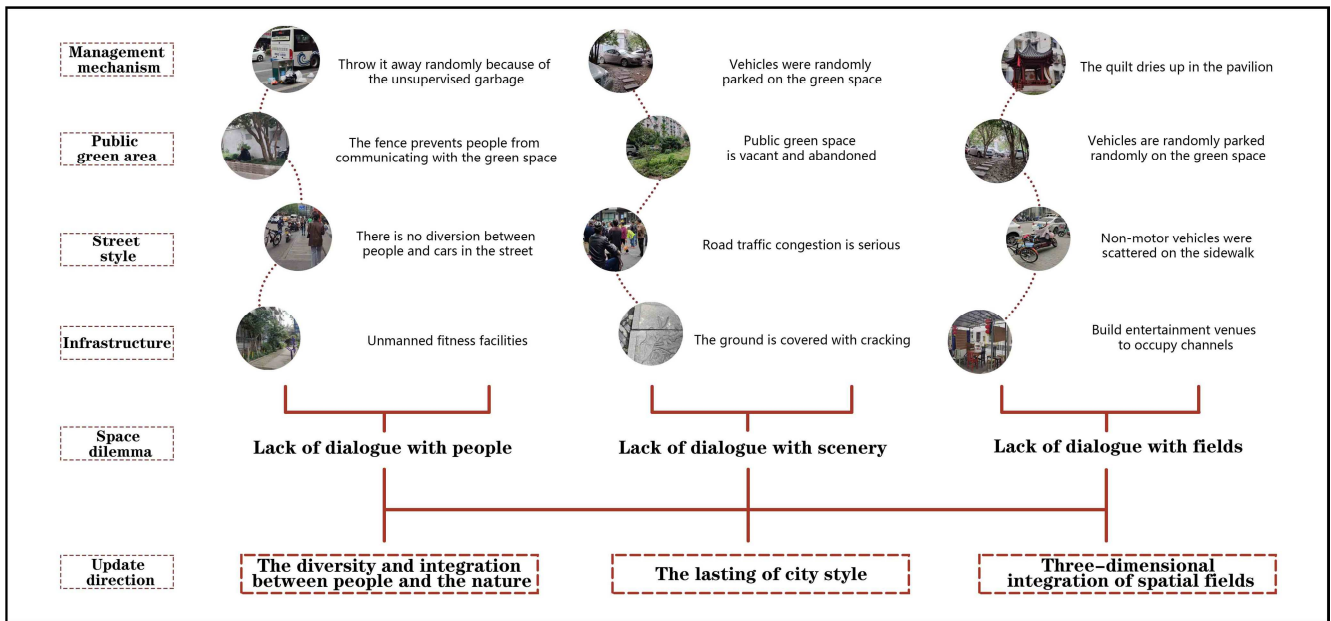 Management
mechanism
Throw it away randomly because of
the unsupervised garbage
Vehicles were randomly
parked on the green space
The quilt dries up in the pavilion
Public
green area
The fence prevents people from
communicating with the green space
Public green space
is vacant and abandoned
Vehicles are randomly parked
randomly on the green space
Street
style
There is no diversion between
people and cars in the street
Road traffic congestion is serious
Non-motor vehicles were
scattered on the sidewalk
Infrastructure
Unmanned fitness facilities
The ground is covered with cracking
Build entertainment venues
to occupy channels
Space
dilemma
Lack of dialogue with people
Lack of dialogue with scenery
Lack of dialogue with fields
Update
direction
The diversity and integration
between people and the nature
The lasting of city style
Three-dimensional
integration of spatial fields